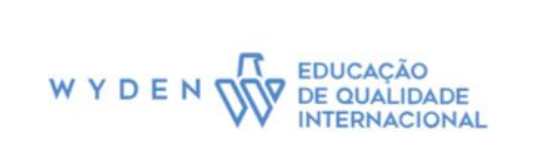 WYDEN
EDUCAÇÃO
DE QUALIDADE
INTERNACIONAL